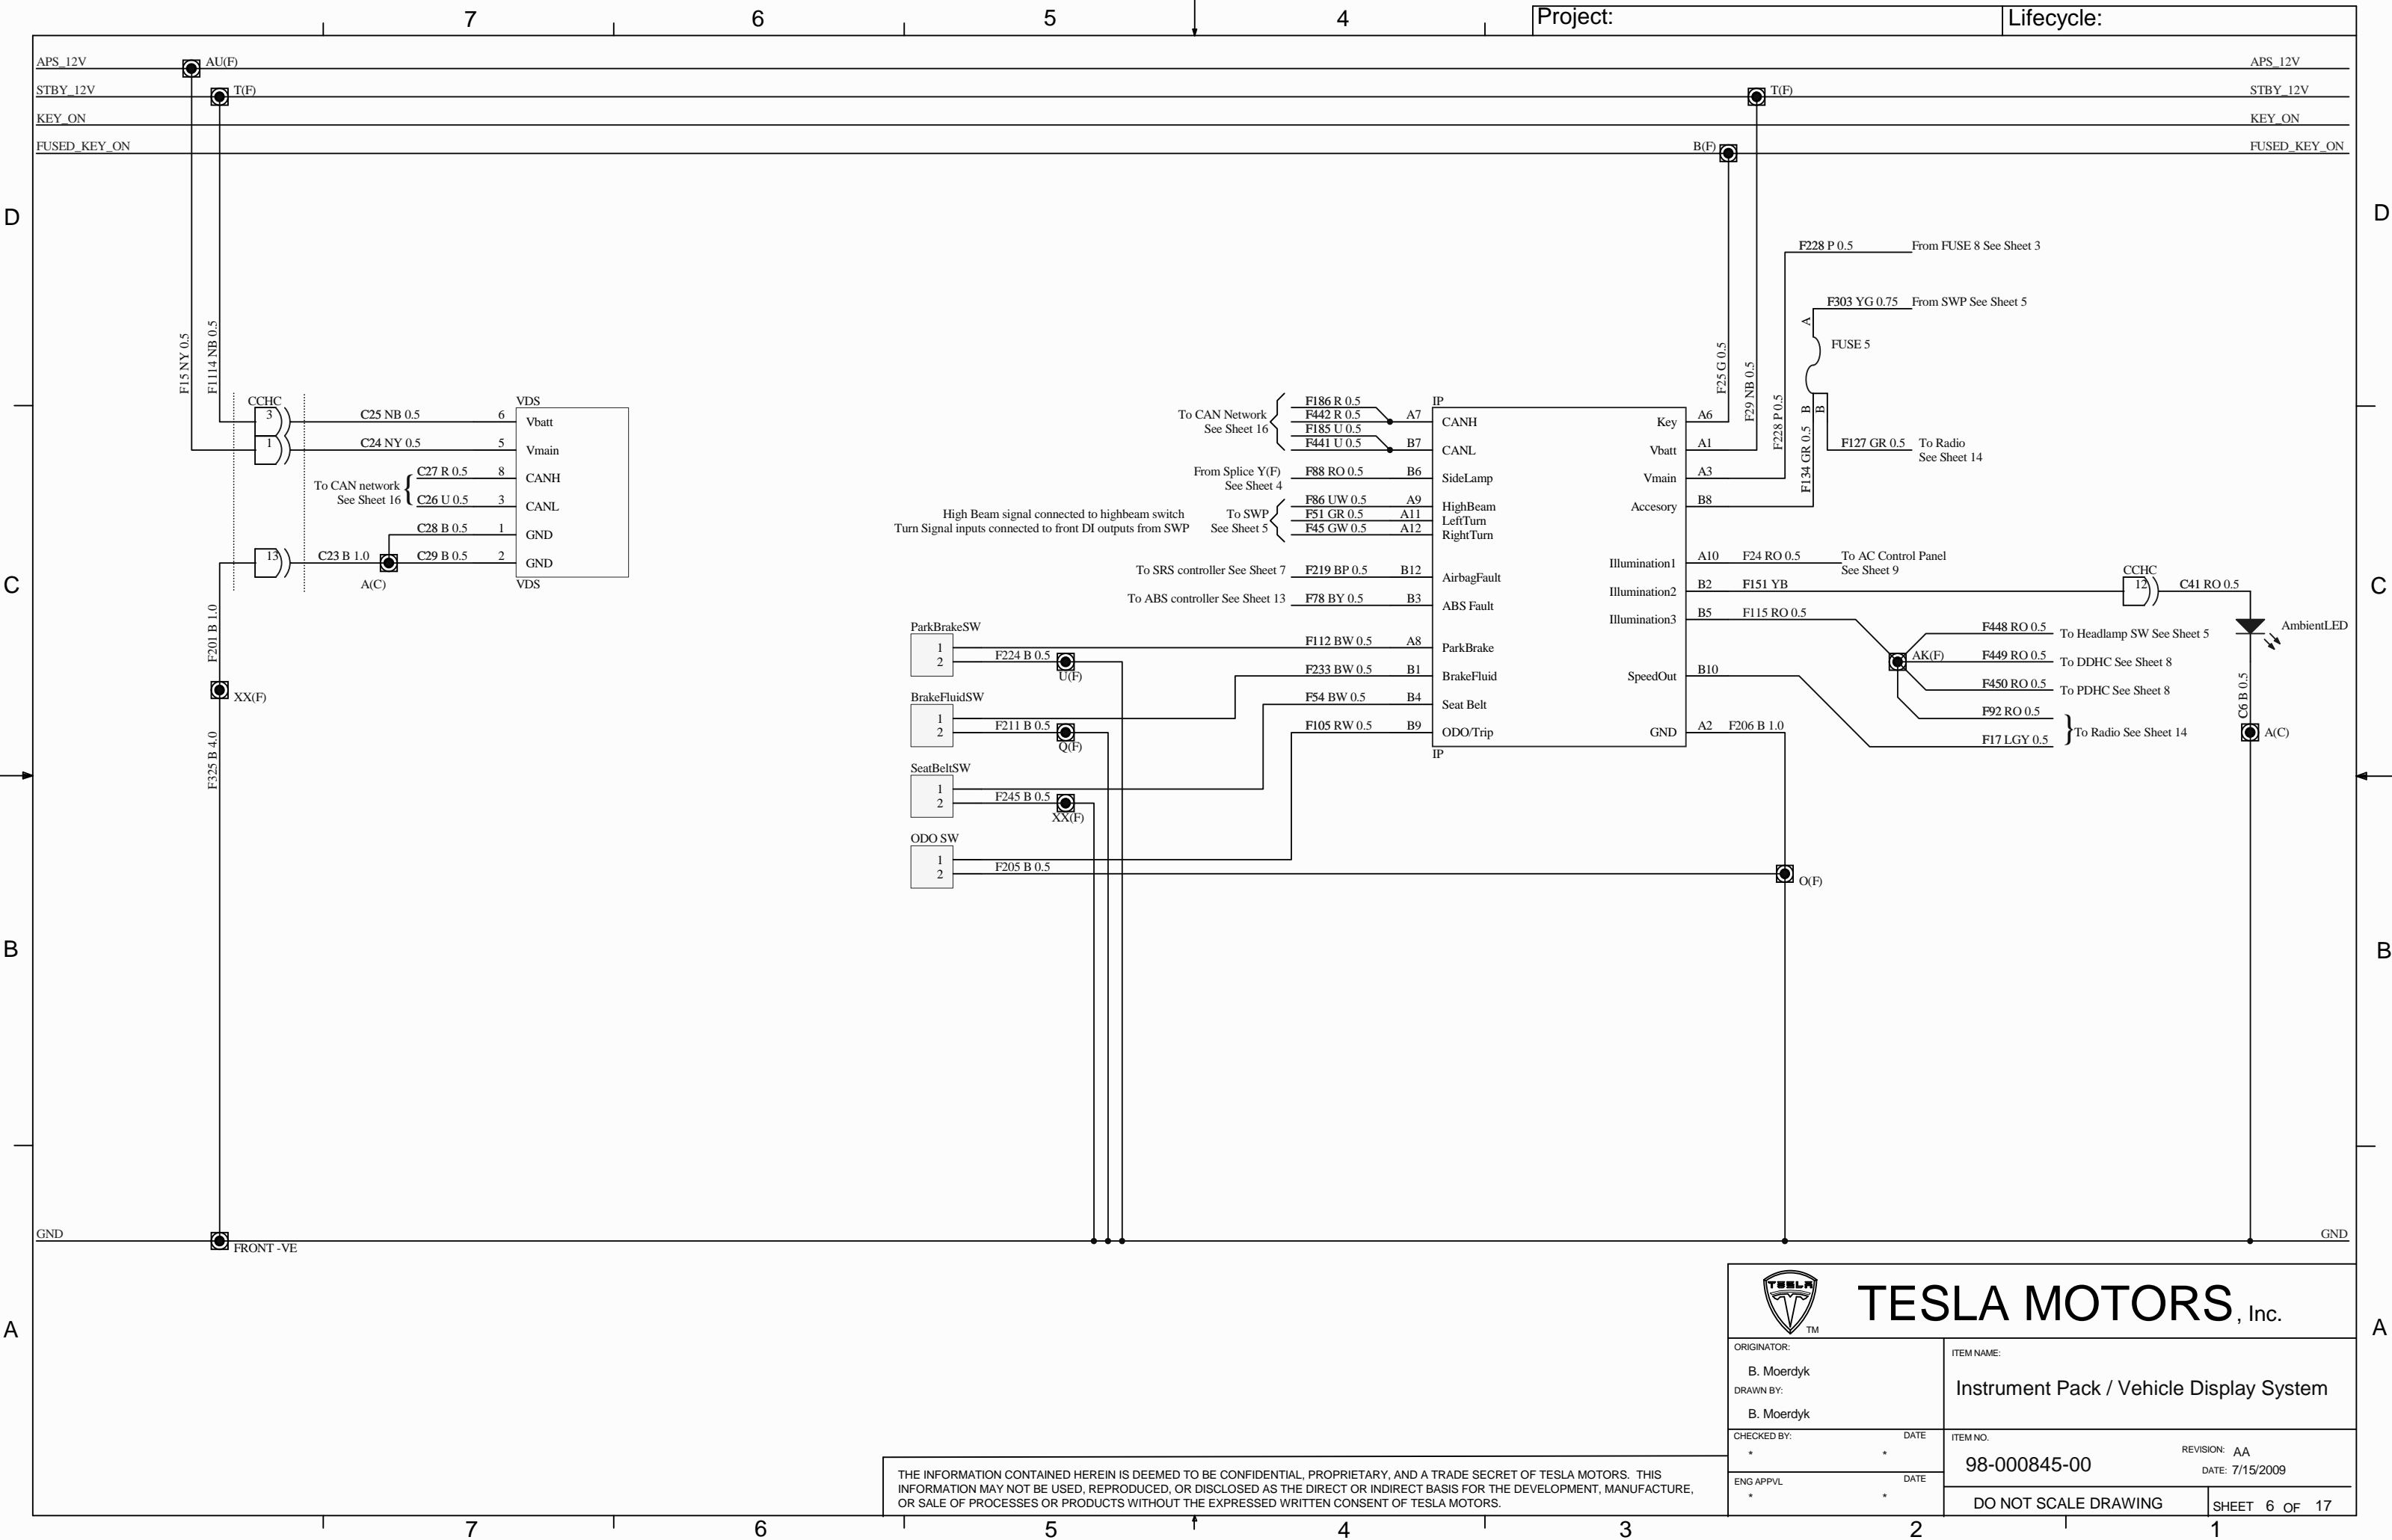 7 6 5 4
Project: Lifecycle:
APS_12V AU(F) APS_12V
STBY_12V T(F) T(F) STBY_12V
KEY_ON KEY_ON
FUSED_KEY_ON B(F) FUSED_KEY_ON
D D
F228 P 0.5 From FUSE 8 See Sheet 3
F303 YG 0.75 From SWP See Sheet 5
A
FUSE 5
F15 NY 0.5
F1114 NB 0.5
F25 G 0.5
F29 NB 0.5
F228 P 0.5
F134 GR 0.5 B
B
F127 GR 0.5 To Radio
See Sheet 14
CCHC
3
1
13
VDS
C25 NB 0.5 6 Vbatt
C24 NY 0.5 5 Vmain
C27 R 0.5 8 CANH
To CAN network
See Sheet 16
{
C26 U 0.5 3 CANL
C28 B 0.5 1 GND
C23 B 1.0 C29 B 0.5 2 GND
A(C)
VDS
F201 B 1.0
XX(F)
F325 B 4.0
To CAN Network
See Sheet 16
IP
F186 R 0.5
F442 R 0.5 A7 CANH
F185 U 0.5
F441 U 0.5 B7 CANL
From Splice Y(F)
See Sheet 4
F88 RO 0.5 B6 SideLamp
High Beam signal connected to highbeam switch
Turn Signal inputs connected to front DI outputs from SWP
To SWP
See Sheet 5
F86 UW 0.5 A9 HighBeam
F51 GR 0.5 A11 LeftTurn
F45 GW 0.5 A12 RightTurn
To SRS controller See Sheet 7 F219 BP 0.5 B12 AirbagFault
To ABS controller See Sheet 13 F78 BY 0.5 B3 ABS Fault
F112 BW 0.5 A8 ParkBrake
F233 BW 0.5 B1 BrakeFluid
F54 BW 0.5 B4 Seat Belt
F105 RW 0.5 B9 ODO/Trip
IP
Key A6
Vbatt A1
Vmain A3
Accesory B8
Illumination1 A10 F24 RO 0.5 To AC Control Panel
See Sheet 9
Illumination2 B2 F151 YB
Illumination3 B5 F115 RO 0.5
SpeedOut B10
GND A2 F206 B 1.0
CCHC
12 C41 RO 0.5
AmbientLED
C6 B 0.5
A(C)
AK(F)
F448 RO 0.5 To Headlamp SW See Sheet 5
F449 RO 0.5 To DDHC See Sheet 8
F450 RO 0.5 To PDHC See Sheet 8
F92 RO 0.5
F17 LGY 0.5
}To Radio See Sheet 14
C C
ParkBrakeSW
1
2 F224 B 0.5
U(F)
BrakeFluidSW
1
2 F211 B 0.5
Q(F)
SeatBeltSW
1
2 F245 B 0.5
XX(F)
ODO SW
1
2 F205 B 0.5
O(F)
B B
GND GND
FRONT -VE
A A
TESLA
TM
TESLA MOTORS, Inc.
ORIGINATOR:
B. Moerdyk
DRAWN BY:
B. Moerdyk
ITEM NAME:
Instrument Pack / Vehicle Display System
CHECKED BY: DATE
* *
ENG APPVL DATE
* *
ITEM NO.
98-000845-00
REVISION: AA
DATE: 7/15/2009
DO NOT SCALE DRAWING
SHEET 6 OF 17
THE INFORMATION CONTAINED HEREIN IS DEEMED TO BE CONFIDENTIAL, PROPRIETARY, AND A TRADE SECRET OF TESLA MOTORS. THIS
INFORMATION MAY NOT BE USED, REPRODUCED, OR DISCLOSED AS THE DIRECT OR INDIRECT BASIS FOR THE DEVELOPMENT, MANUFACTURE,
OR SALE OF PROCESSES OR PRODUCTS WITHOUT THE EXPRESSED WRITTEN CONSENT OF TESLA MOTORS.
7 6 5 4 3 2 1